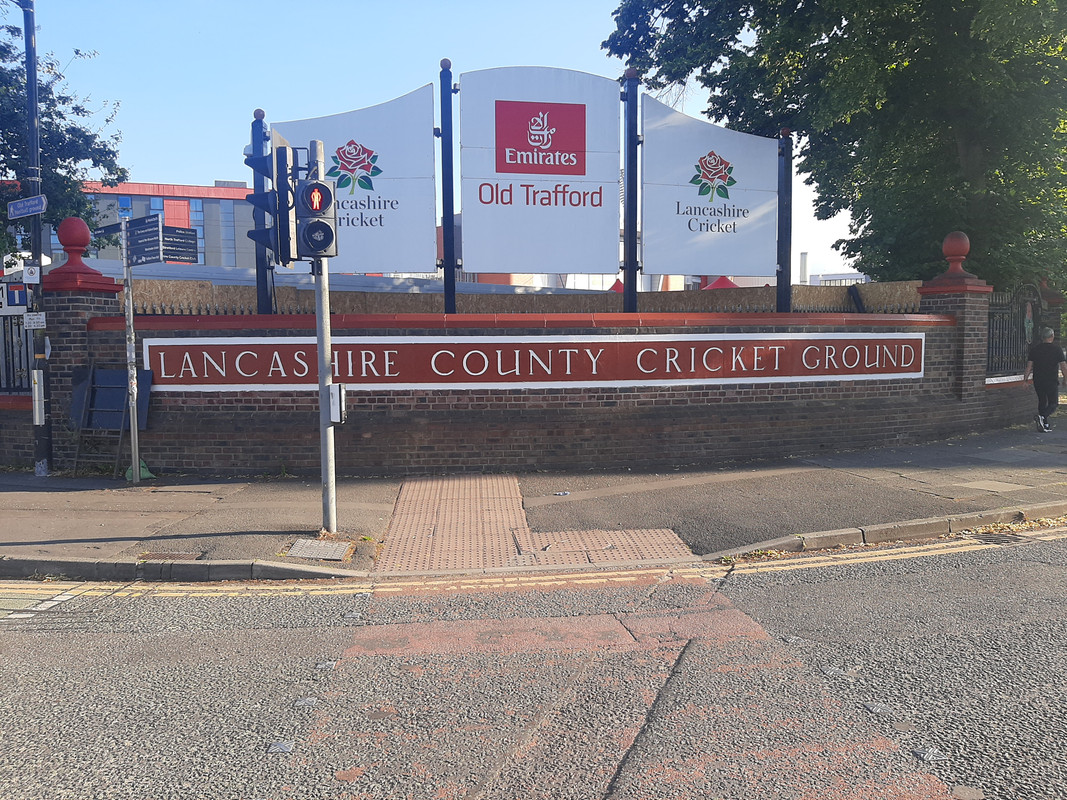 Lancashire
Cricket
Emirates
Old Trafford
Lancashire
Cricket
LANCASHIRE COUNTY CRICKET GROUND